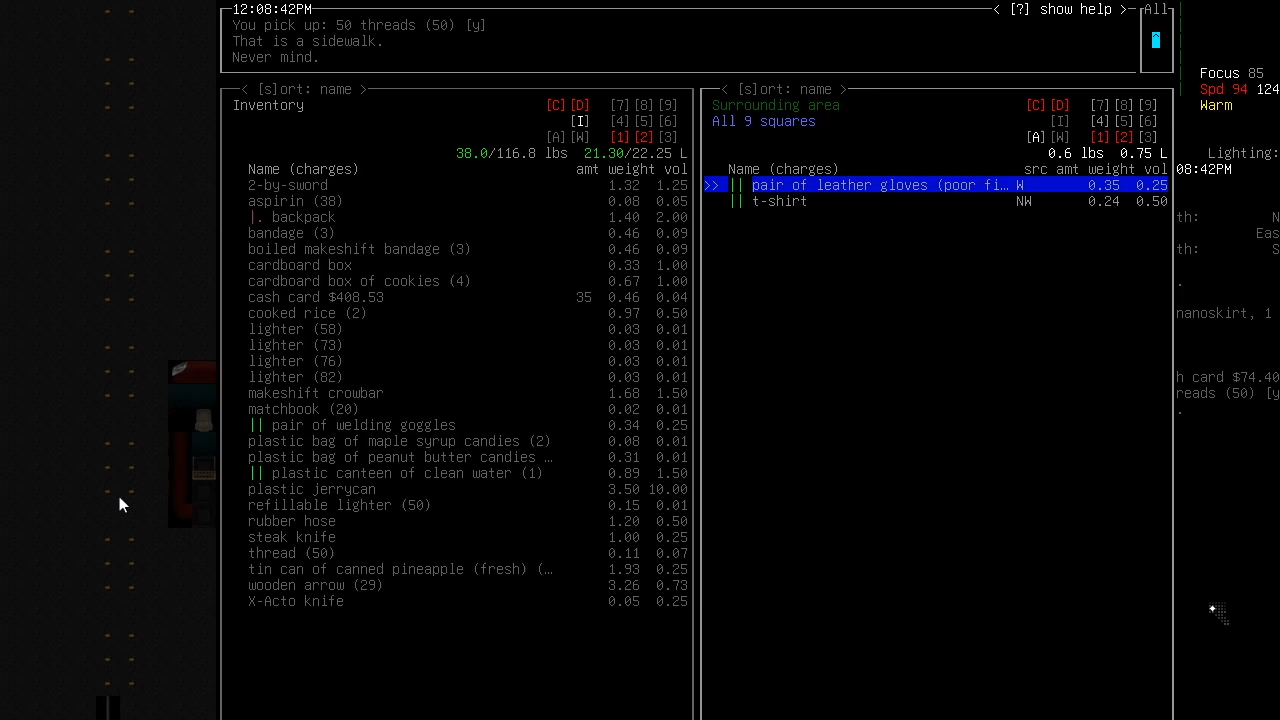 12:08:42PM < [?] show help > All
You pick up: 50 threads (50) [y]
That is a sidewalk.
Never mind.
^
Focus 85
Spd 94 124
Warm
Lighting:
08:42PM
th: N
Eas
th: S
.
nanoskirt, 1
h card $74.40
reads (50) [y
.
< [s]ort: name >
Inventory [C][D] [7][8][9]
[I] [4][5][6]
[A][W] [1][2][3]
38.0/116.8 lbs 21.30/22.25 L
Name (charges) amt weight vol
2-by-sword 1.32 1.25
aspirin (38) 0.08 0.05
|. backpack 1.40 2.00
bandage (3) 0.46 0.09
boiled makeshift bandage (3) 0.46 0.09
cardboard box 0.33 1.00
cardboard box of cookies (4) 0.67 1.00
cash card $408.53 35 0.46 0.04
cooked rice (2) 0.97 0.50
lighter (58) 0.03 0.01
lighter (73) 0.03 0.01
lighter (76) 0.03 0.01
lighter (82) 0.03 0.01
makeshift crowbar 1.68 1.50
matchbook (20) 0.02 0.01
|| pair of welding goggles 0.34 0.25
plastic bag of maple syrup candies (2) 0.08 0.01
plastic bag of peanut butter candies … 0.31 0.01
|| plastic canteen of clean water (1) 0.89 1.50
plastic jerrycan 3.50 10.00
refillable lighter (50) 0.15 0.01
rubber hose 1.20 0.50
steak knife 1.00 0.25
thread (50) 0.11 0.07
tin can of canned pineapple (fresh) (… 1.93 0.25
wooden arrow (29) 3.26 0.73
X-Acto knife 0.05 0.25
< [s]ort: name >
Surrounding area [C][D] [7][8][9]
All 9 squares [I] [4][5][6]
[A][W] [1][2][3]
0.6 lbs 0.75 L
Name (charges) src amt weight vol
>> || pair of leather gloves (poor fi… W 0.35 0.25
|| t-shirt NW 0.24 0.50